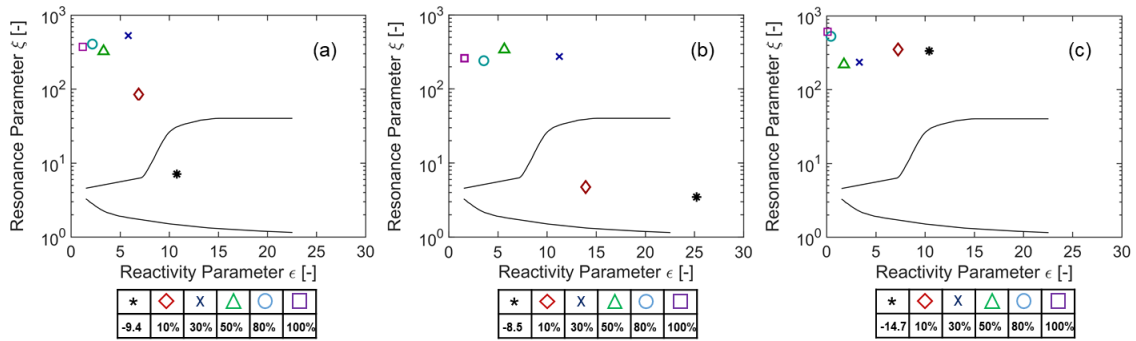 (a)
Resonance Parameter ξ [-]
10³
10²
10¹
10⁰
0 5 10 15 20 25 30
Reactivity Parameter ϵ [-]
* ◇ × △ ○ □
-9.4 10% 30% 50% 80% 100%
(b)
Resonance Parameter ξ [-]
10³
10²
10¹
10⁰
0 5 10 15 20 25 30
Reactivity Parameter ϵ [-]
* ◇ × △ ○ □
-8.5 10% 30% 50% 80% 100%
(c)
Resonance Parameter ξ [-]
10³
10²
10¹
10⁰
0 5 10 15 20 25 30
Reactivity Parameter ϵ [-]
* ◇ × △ ○ □
-14.7 10% 30% 50% 80% 100%